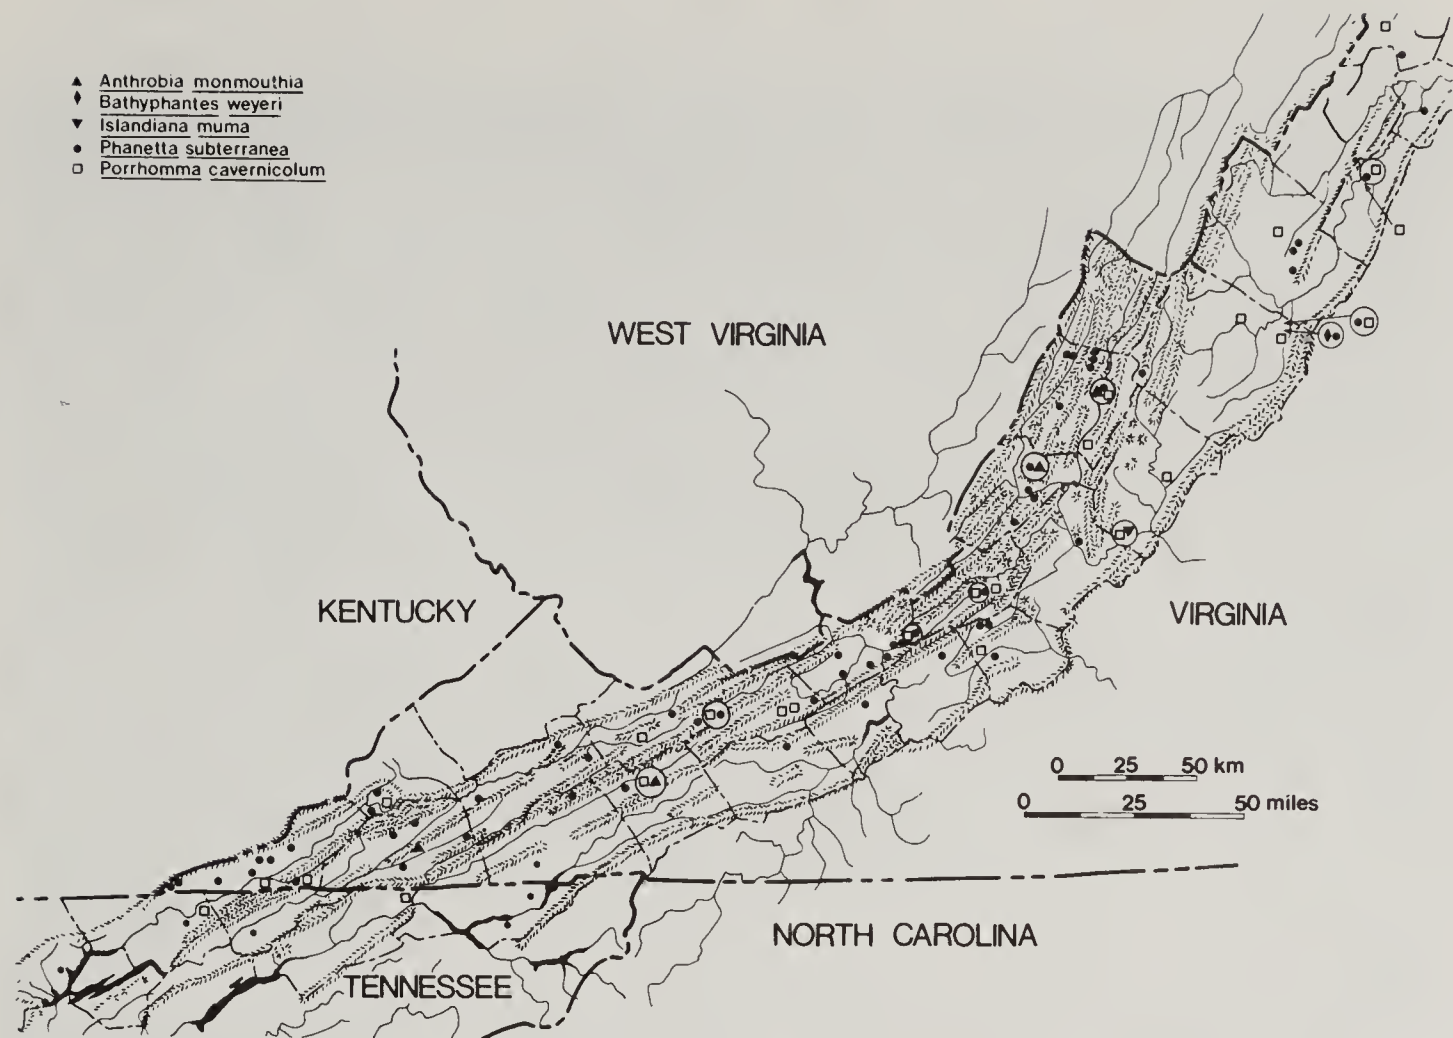 Anthrobia monmouthia
Bathyphantes weyeri
Islandiana muma
Phanetta subterranea
Porrhomma cavernicolum
WEST VIRGINIA
KENTUCKY
VIRGINIA
0 25 50 km
0 25 50 miles
NORTH CAROLINA
TENNESSEE